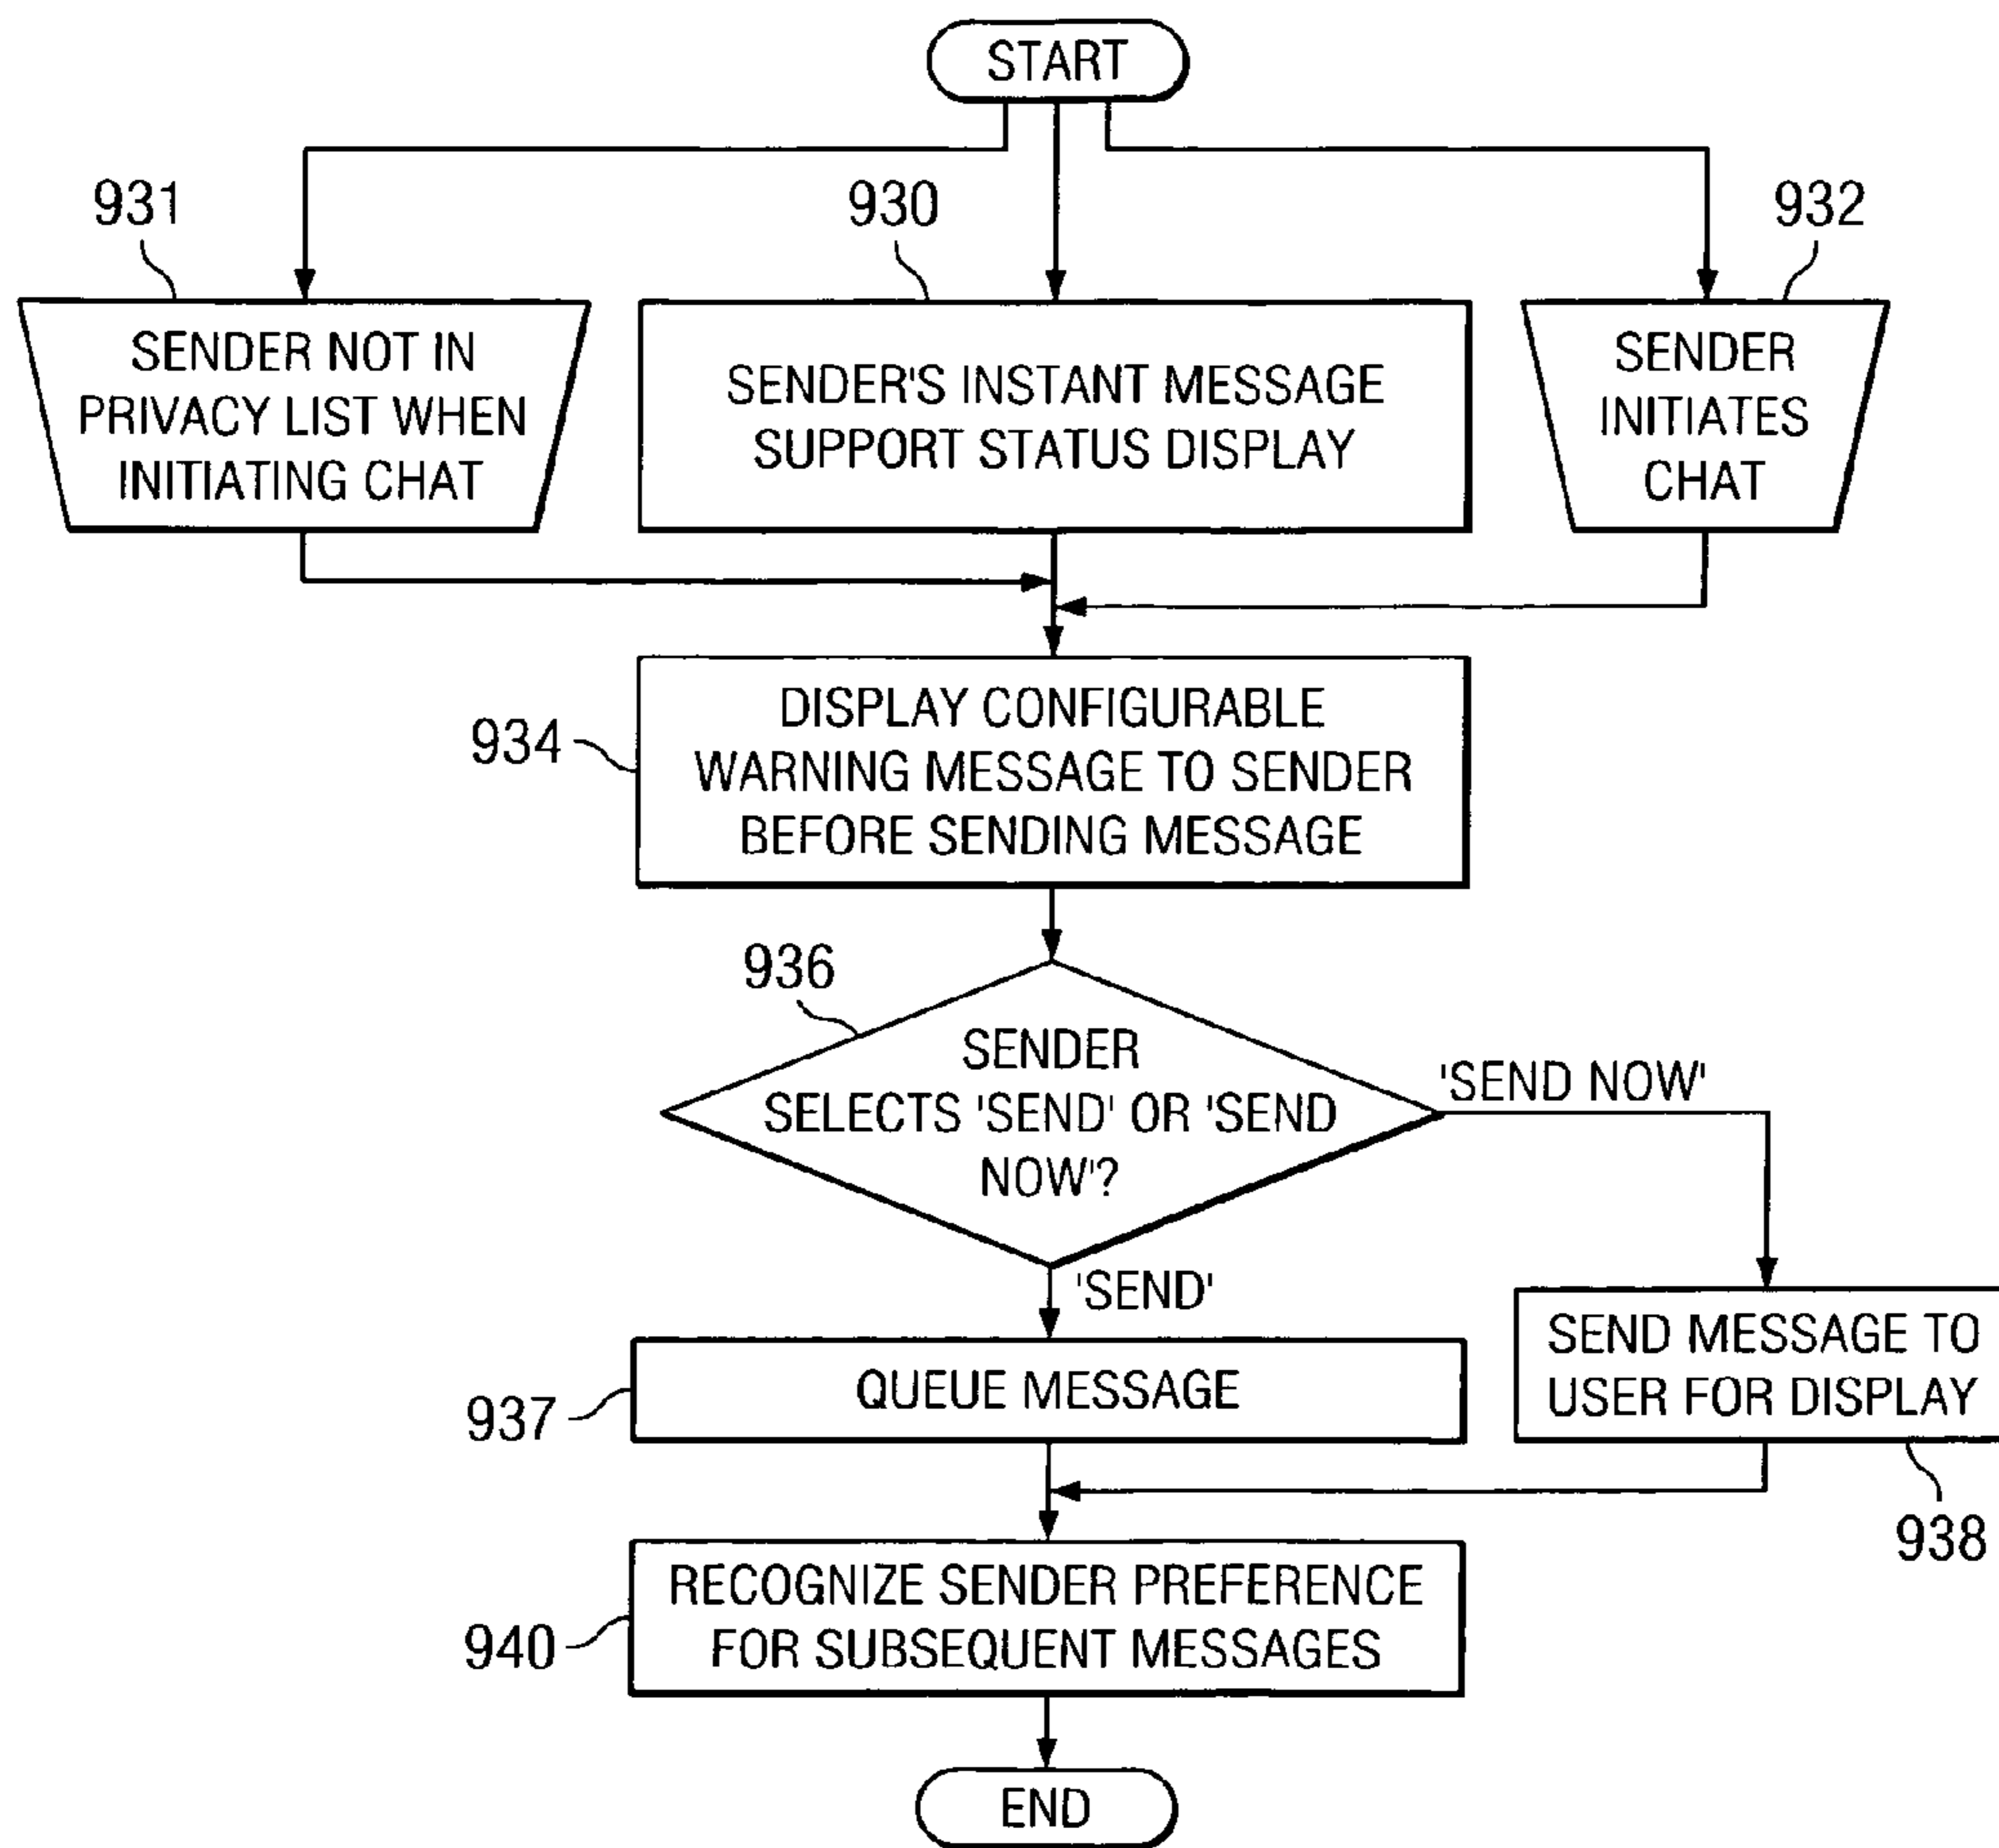 START
931
930
932
SENDER NOT IN
PRIVACY LIST WHEN
INITIATING CHAT
SENDER'S INSTANT MESSAGE
SUPPORT STATUS DISPLAY
SENDER
INITIATES
CHAT
934
DISPLAY CONFIGURABLE
WARNING MESSAGE TO SENDER
BEFORE SENDING MESSAGE
936
SENDER
SELECTS 'SEND' OR 'SEND
NOW'?
'SEND NOW'
'SEND'
937
QUEUE MESSAGE
SEND MESSAGE TO
USER FOR DISPLAY
938
940
RECOGNIZE SENDER PREFERENCE
FOR SUBSEQUENT MESSAGES
END